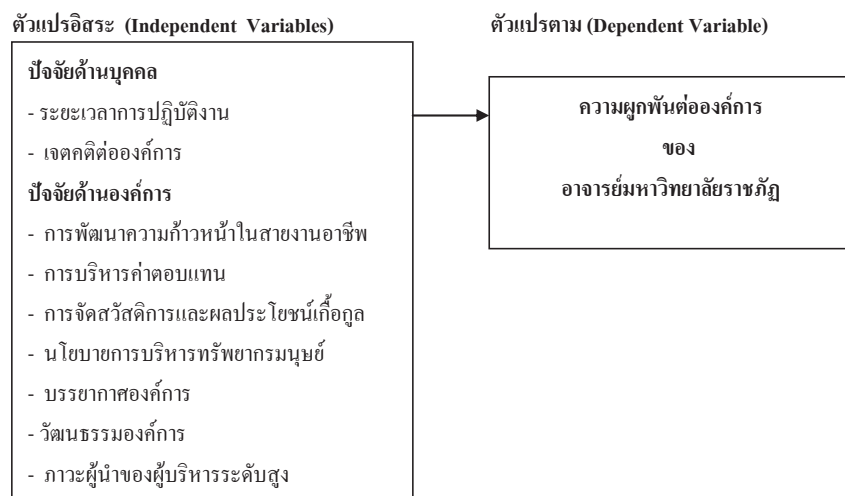 ตัวแปรอิสระ (Independent Variables)
ปัจจัยด้านบุคคล
- ระยะเวลาการปฏิบัติงาน
- เจตคติต่อองค์การ
ปัจจัยด้านองค์การ
- การพัฒนาความก้าวหน้าในสายงานอาชีพ
- การบริหารค่าตอบแทน
- การจัดสวัสดิการและผลประโยชน์เกื้อกูล
- นโยบายการบริหารทรัพยากรมนุษย์
- บรรยากาศองค์การ
- วัฒนธรรมองค์การ
- ภาวะผู้นำของผู้บริหารระดับสูง
ตัวแปรตาม (Dependent Variable)
ความผูกพันต่อองค์การ
ของ
อาจารย์มหาวิทยาลัยราชภัฏ